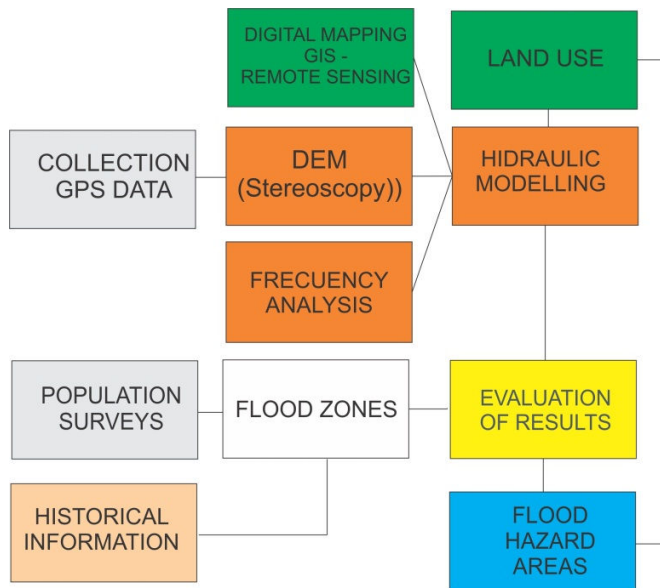 DIGITAL MAPPING
GIS -
REMOTE SENSING
LAND USE
COLLECTION
GPS DATA
DEM
(Stereoscopy))
HIDRAULIC
MODELLING
FRECUENCY
ANALYSIS
POPULATION
SURVEYS
FLOOD ZONES
EVALUATION
OF RESULTS
HISTORICAL
INFORMATION
FLOOD
HAZARD
AREAS